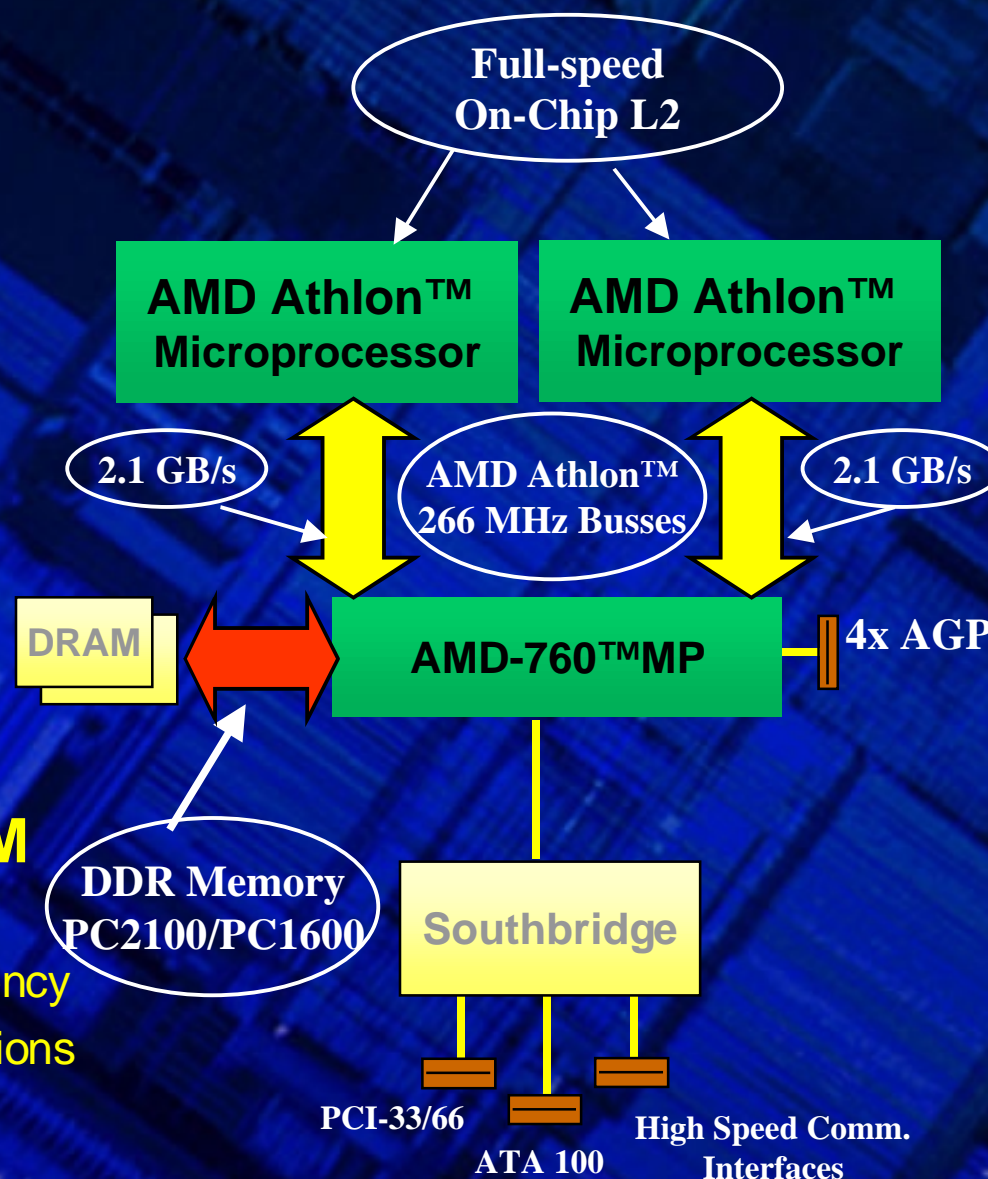 Full-speed
On-Chip L2
AMD Athlon™
Microprocessor
AMD Athlon™
Microprocessor
2.1 GB/s
AMD Athlon™
266 MHz Busses
2.1 GB/s
DRAM
AMD-760™MP
4x AGP
M
DDR Memory
PC2100/PC1600
Southbridge
ncy
ions
PCI-33/66
ATA 100
High Speed Comm.
Interfaces